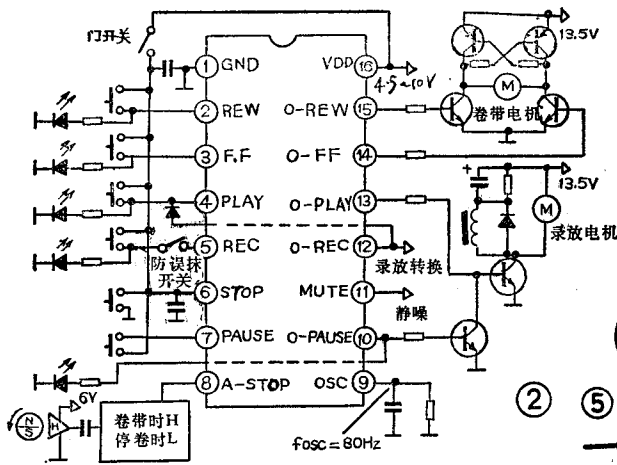 门开关
13.5V
1 GND
VDD 16
4.5~10V
2 REW
O-REW 15
M
卷带电机
3 F.F
O-FF 14
4 PLAY
O-PLAY 13
+
13.5V
M
录放电机
5 REC
O-REC 12
防误抹
开关
录放转换
6 STOP
MUTE 11
静噪
7 PAUSE
O-PAUSE 10
8 A-STOP
OSC 9
6V
N
S
H
卷带时H
停卷时L
fosc=80Hz
② ⑤